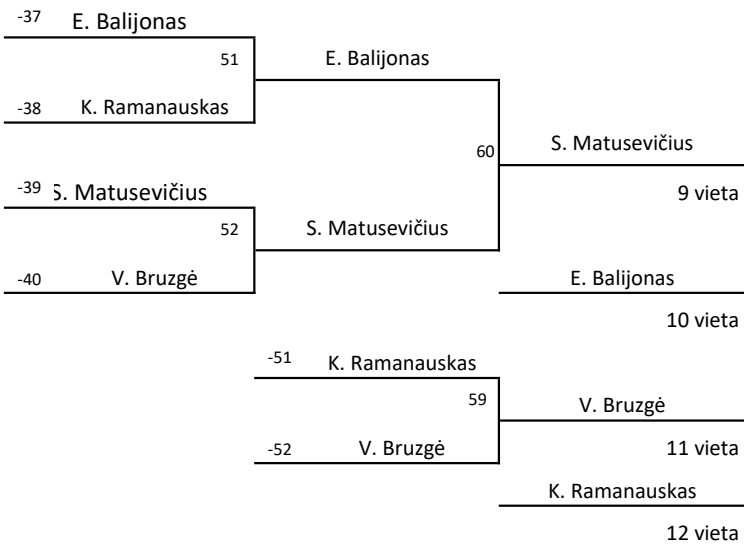 -37 E. Balijonas
51 E. Balijonas
-38 K. Ramanauskas
60 S. Matusevičius
-39 S. Matusevičius 9 vieta
52 S. Matusevičius
-40 V. Bruzgė E. Balijonas
10 vieta
-51 K. Ramanauskas
59 V. Bruzgė
-52 V. Bruzgė 11 vieta
K. Ramanauskas
12 vieta